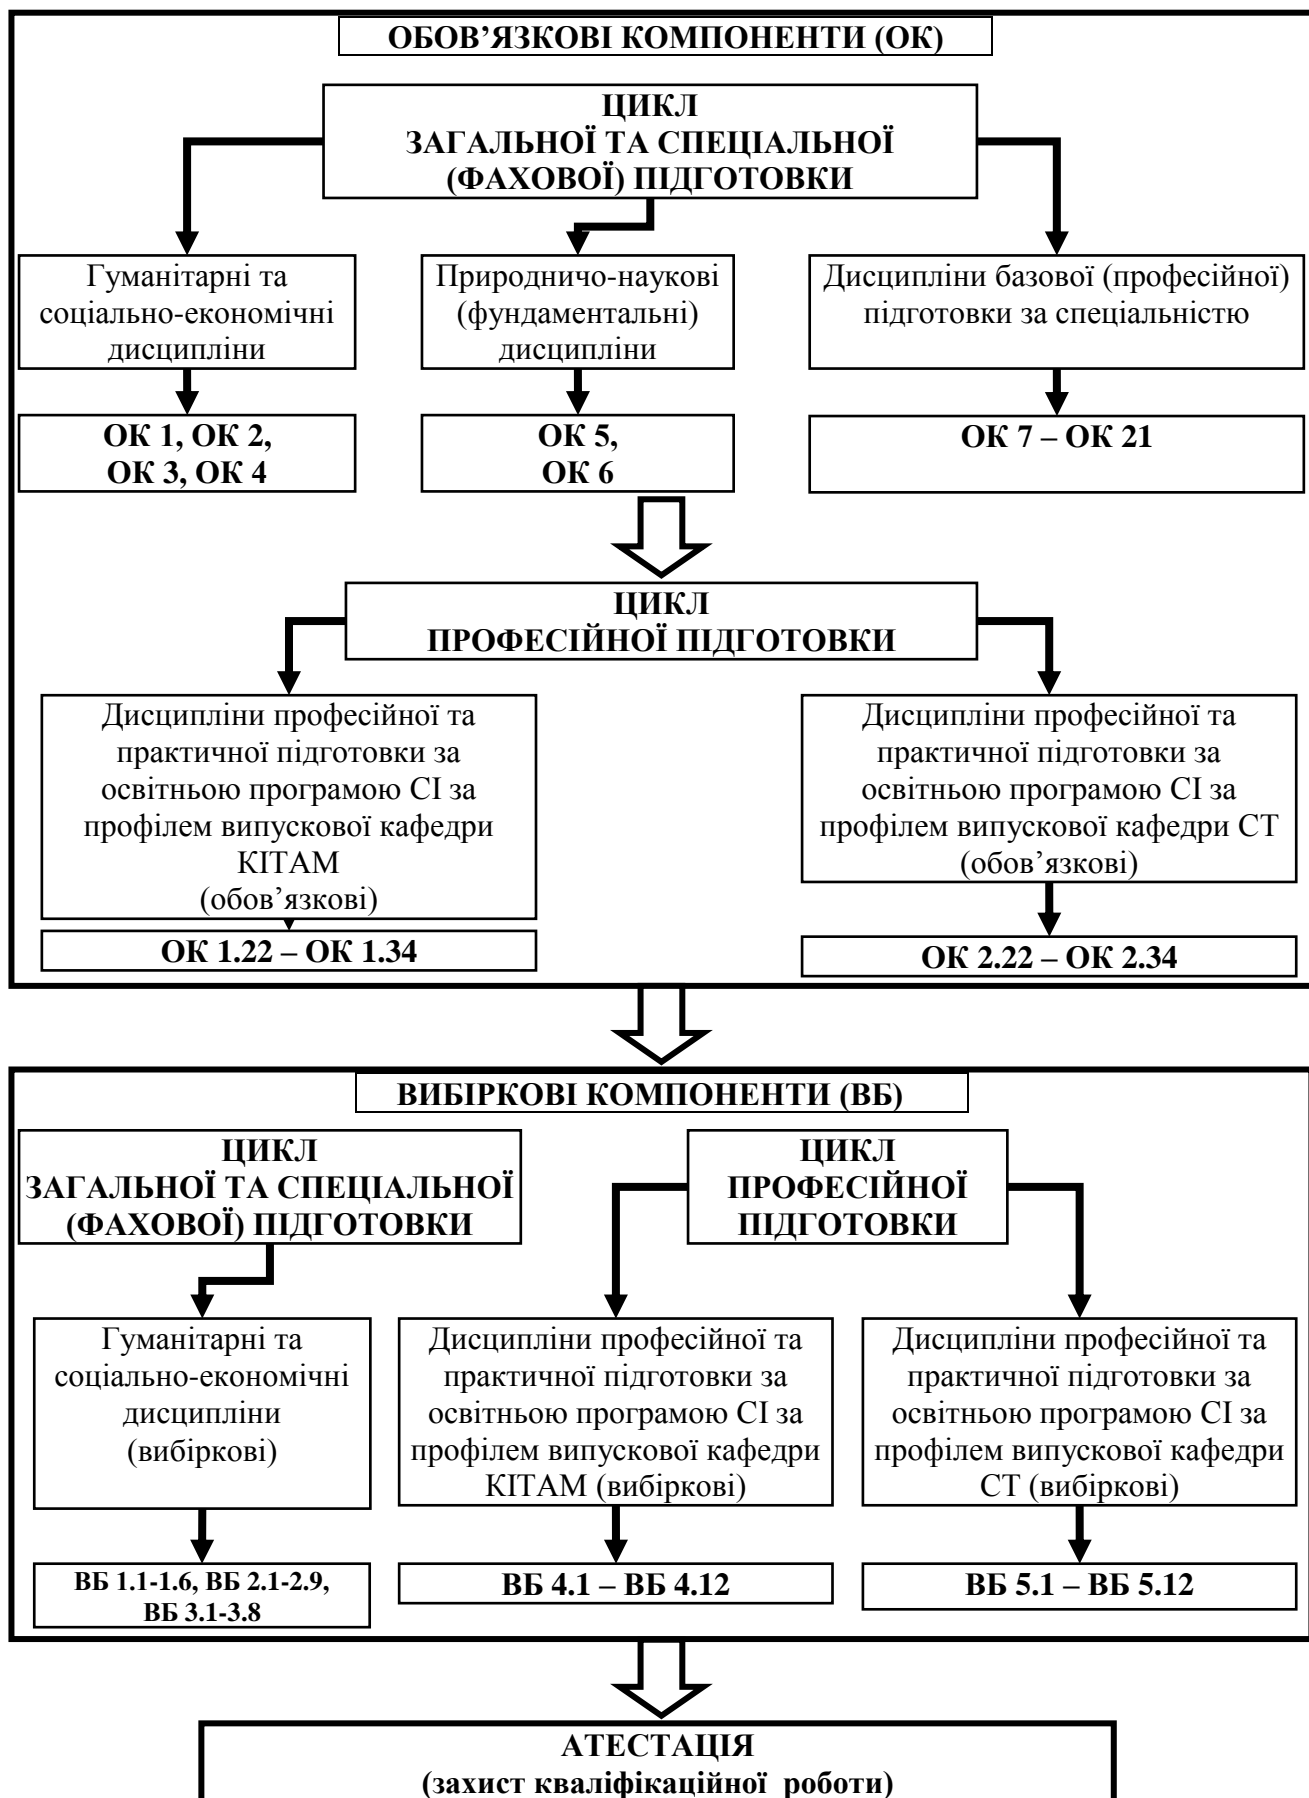 ОБОВ’ЯЗКОВІ КОМПОНЕНТИ (ОК)
ЦИКЛ
ЗАГАЛЬНОЇ ТА СПЕЦІАЛЬНОЇ
(ФАХОВОЇ) ПІДГОТОВКИ
Гуманітарні та
соціально-економічні
дисципліни
Природничо-наукові
(фундаментальні)
дисципліни
Дисципліни базової (професійної)
підготовки за спеціальністю
ОК 1, ОК 2,
ОК 3, ОК 4
ОК 5,
ОК 6
ОК 7 – ОК 21
ЦИКЛ
ПРОФЕСІЙНОЇ ПІДГОТОВКИ
Дисципліни професійної та
практичної підготовки за
освітньою програмою СІ за
профілем випускової кафедри
КІТАМ
(обов’язкові)
Дисципліни професійної та
практичної підготовки за
освітньою програмою СІ за
профілем випускової кафедри СТ
(обов’язкові)
ОК 1.22 – ОК 1.34
ОК 2.22 – ОК 2.34
ВИБІРКОВІ КОМПОНЕНТИ (ВБ)
ЦИКЛ
ЗАГАЛЬНОЇ ТА СПЕЦІАЛЬНОЇ
(ФАХОВОЇ) ПІДГОТОВКИ
ЦИКЛ
ПРОФЕСІЙНОЇ
ПІДГОТОВКИ
Гуманітарні та
соціально-економічні
дисципліни
(вибіркові)
Дисципліни професійної та
практичної підготовки за
освітньою програмою СІ за
профілем випускової кафедри
КІТАМ (вибіркові)
Дисципліни професійної та
практичної підготовки за
освітньою програмою СІ за
профілем випускової кафедри
СТ (вибіркові)
ВБ 1.1-1.6, ВБ 2.1-2.9,
ВБ 3.1-3.8
ВБ 4.1 – ВБ 4.12
ВБ 5.1 – ВБ 5.12
АТЕСТАЦІЯ
(захист кваліфікаційної роботи)